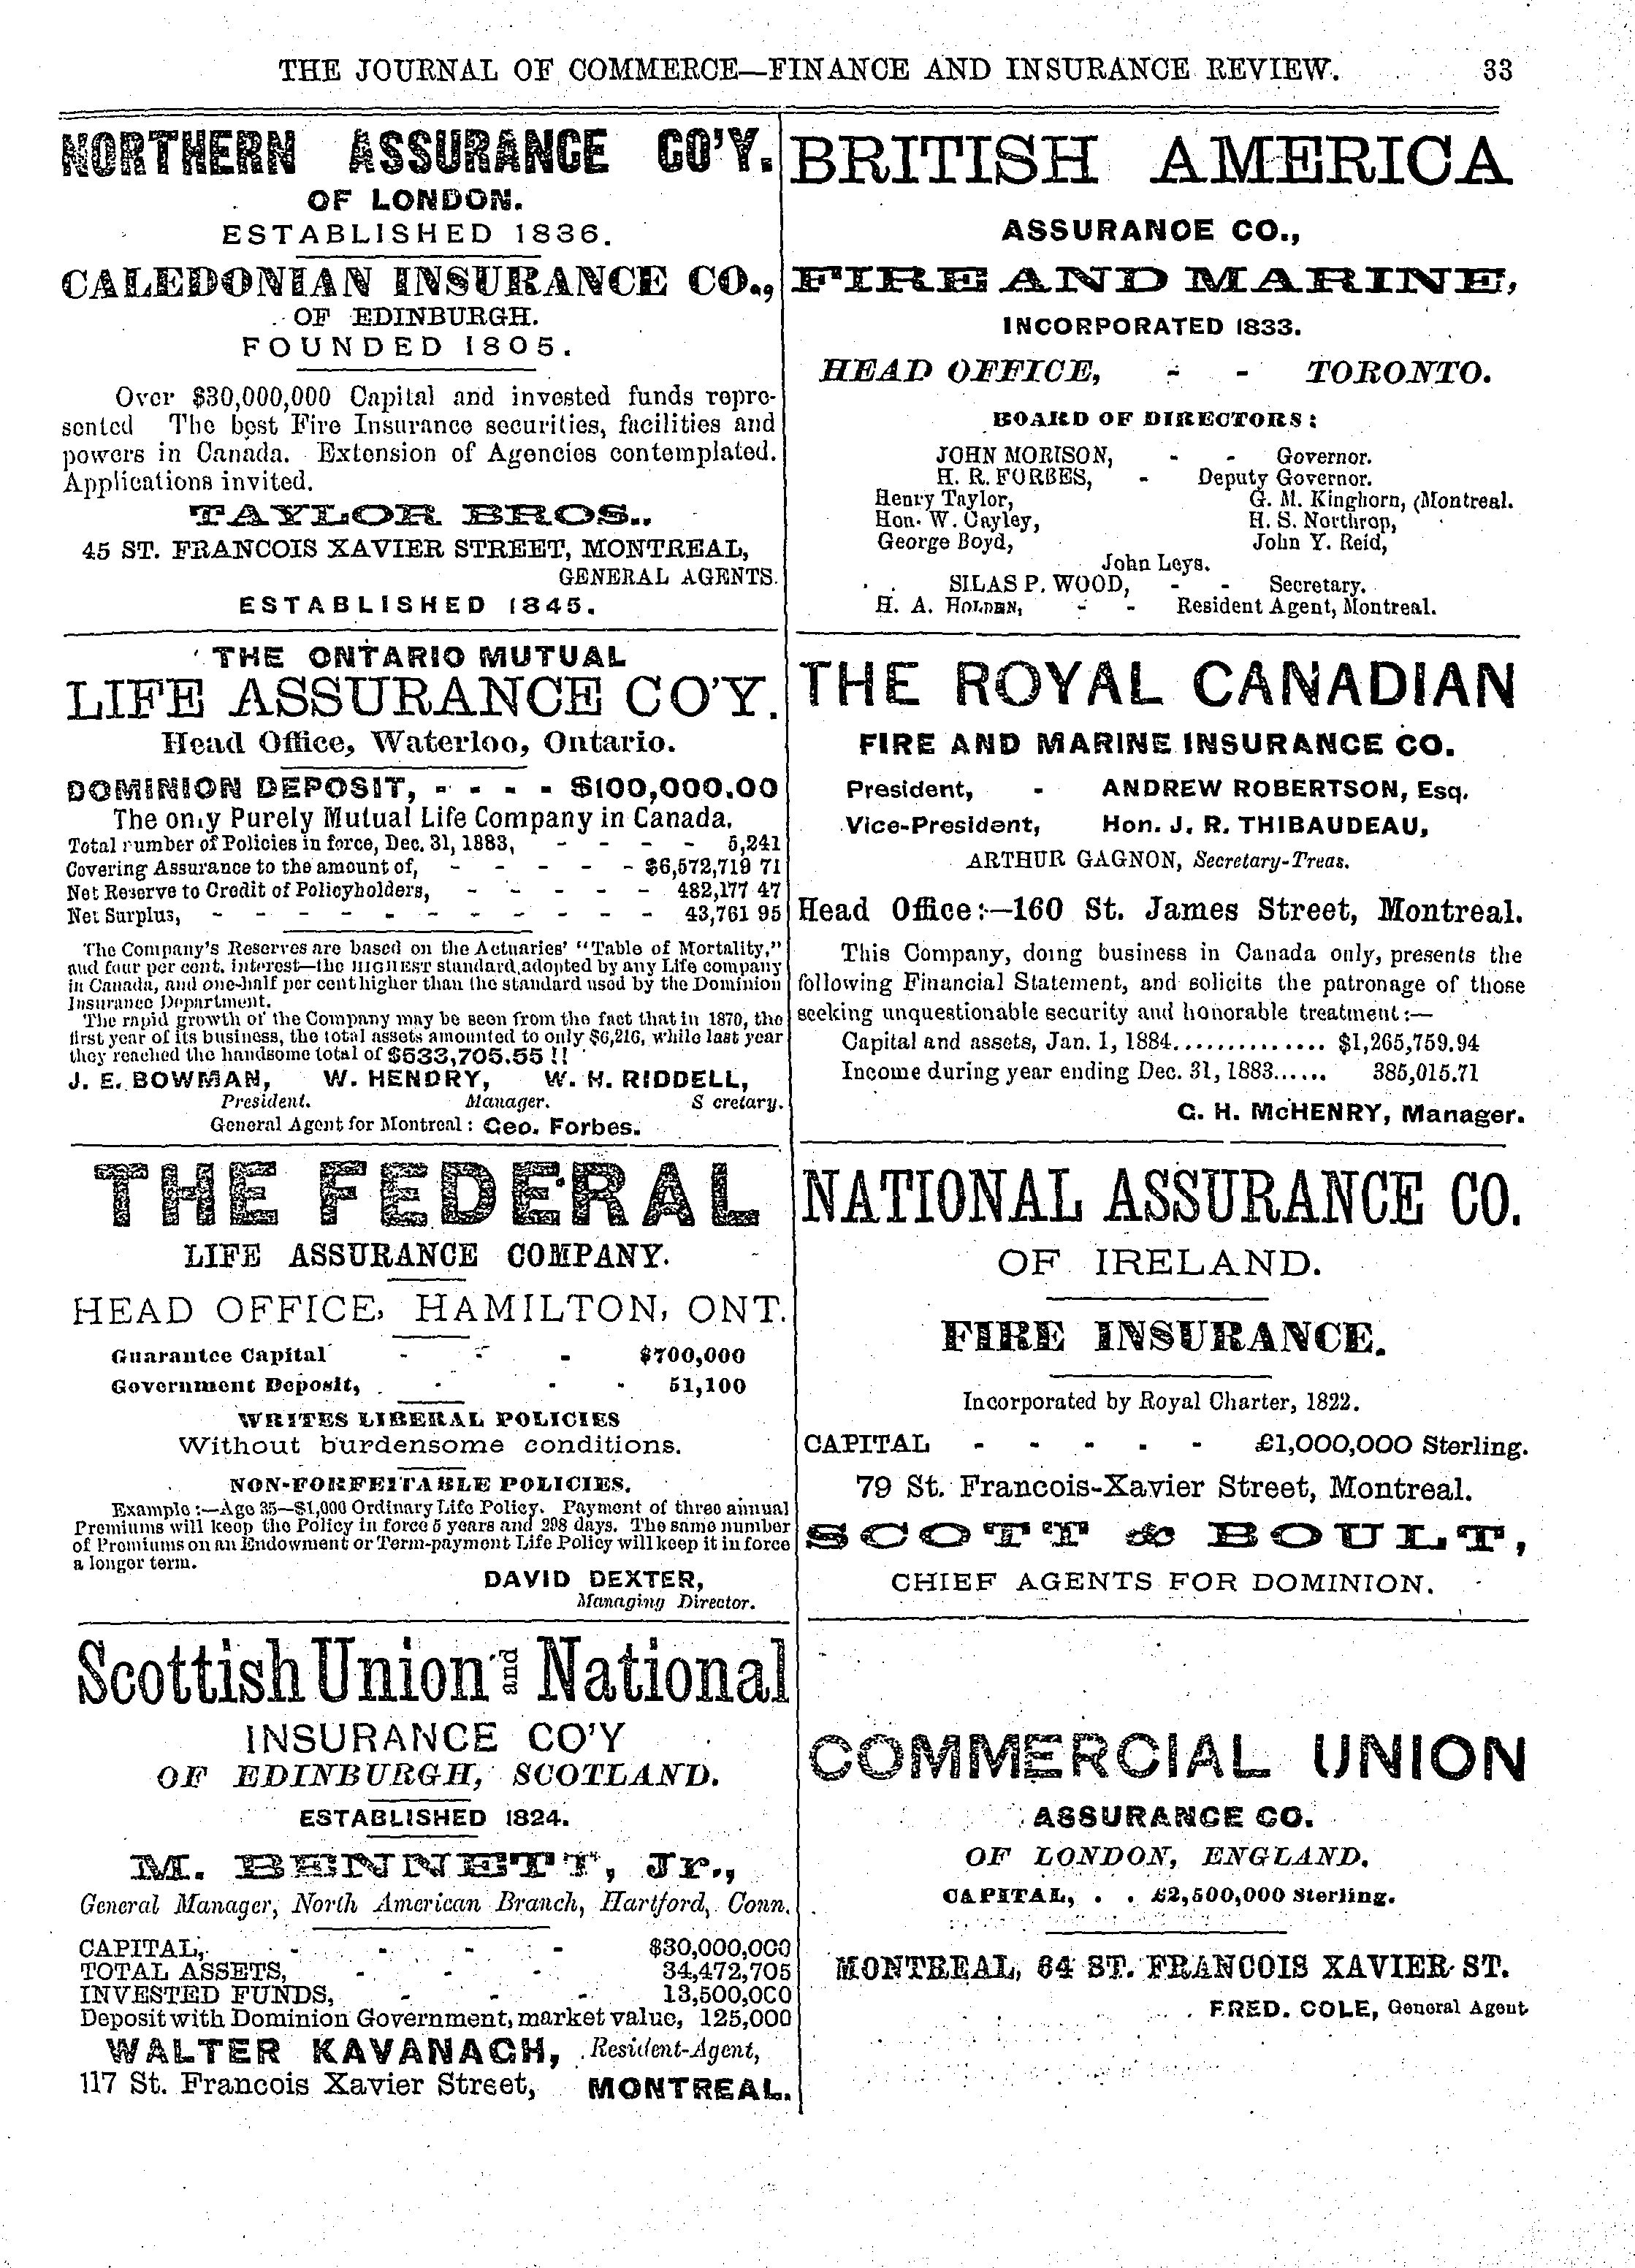 THE JOURNAL OF COMMERCE—FINANCE AND INSURANCE REVIEW. 33
NORTHERN ASSURANCE CO'Y.
OF LONDON.
ESTABLISHED 1836.
CALEDONIAN INSURANCE CO.,
OF EDINBURGH.
FOUNDED 1805.
Over $30,000,000 Capital and invested funds repre-
sented The best Fire Insurance securities, facilities and
powers in Canada. Extension of Agencies contemplated.
Applications invited.
TAYLOR BROS.,
45 ST. FRANCOIS XAVIER STREET, MONTREAL,
GENERAL AGENTS.
ESTABLISHED 1845.
THE ONTARIO MUTUAL
LIFE ASSURANCE CO'Y.
Head Office, Waterloo, Ontario.
DOMINION DEPOSIT, - - - - $100,000.00
The only Purely Mutual Life Company in Canada.
Total number of Policies in force, Dec. 31, 1883, - - - - 5,241
Covering Assurance to the amount of, - - - - - $6,572,719 71
Net Reserve to Credit of Policyholders, - - - - - 482,177 47
Net Surplus, - - - - - - - - - - - 43,761 95
The Company's Reserves are based on the Actuaries' "Table of Mortality,"
and four per cent. interest—the HIGHEST standard adopted by any Life company
in Canada, and one-half per cent higher than the standard used by the Dominion
Insurance Department.
The rapid growth of the Company may be seen from the fact that in 1870, the
first year of its business, the total assets amounted to only $6,216, while last year
they reached the handsome total of $533,705.55 !!
J. E. BOWMAN, W. HENDRY, W. H. RIDDELL,
President. Manager. S cretary.
General Agent for Montreal: Geo. Forbes.
THE FEDERAL
LIFE ASSURANCE COMPANY.
HEAD OFFICE, HAMILTON, ONT.
Guarantee Capital - - - $700,000
Government Deposit, - - - 51,100
WRITES LIBERAL POLICIES
Without burdensome conditions.
NON-FORFEITABLE POLICIES.
Example:—Age 35—$1,000 Ordinary Life Policy. Payment of three annual
Premiums will keep the Policy in force 5 years and 298 days. The same number
of Premiums on an Endowment or Term-payment Life Policy will keep it in force
a longer term.
DAVID DEXTER,
Managing Director.
Scottish Union and National
INSURANCE CO'Y
OF EDINBURGH, SCOTLAND.
ESTABLISHED 1824.
M. BENNETT, Jr.,
General Manager, North American Branch, Hartford, Conn.
CAPITAL, - - - - $30,000,000
TOTAL ASSETS, - - - 34,472,705
INVESTED FUNDS, - - - 13,500,000
Deposit with Dominion Government, market value, 125,000
WALTER KAVANAGH, Resident-Agent,
117 St. Francois Xavier Street, MONTREAL.
BRITISH AMERICA
ASSURANCE CO.,
FIRE AND MARINE,
INCORPORATED 1833.
HEAD OFFICE, - - TORONTO.
BOARD OF DIRECTORS:
JOHN MORISON, - - Governor.
H. R. FORBES, - Deputy Governor.
Henry Taylor, G. M. Kinghorn, (Montreal.
Hon. W. Cayley, H. S. Northrop,
George Boyd, John Y. Reid,
John Leys.
SILAS P. WOOD, - - Secretary.
H. A. HOLDEN, - - Resident Agent, Montreal.
THE ROYAL CANADIAN
FIRE AND MARINE INSURANCE CO.
President, - ANDREW ROBERTSON, Esq.
Vice-President, Hon. J. R. THIBAUDEAU,
ARTHUR GAGNON, Secretary-Treas.
Head Office:—160 St. James Street, Montreal.
This Company, doing business in Canada only, presents the
following Financial Statement, and solicits the patronage of those
seeking unquestionable security and honorable treatment:—
Capital and assets, Jan. 1, 1884.............. $1,265,759.94
Income during year ending Dec. 31, 1883...... 385,015.71
C. H. McHENRY, Manager.
NATIONAL ASSURANCE CO.
OF IRELAND.
FIRE INSURANCE.
Incorporated by Royal Charter, 1822.
CAPITAL - - - - - £1,000,000 Sterling.
79 St. Francois-Xavier Street, Montreal.
SCOTT & BOULT,
CHIEF AGENTS FOR DOMINION.
COMMERCIAL UNION
ASSURANCE CO.
OF LONDON, ENGLAND.
CAPITAL, . . £2,500,000 Sterling.
MONTREAL, 64 ST. FRANCOIS XAVIER ST.
FRED. COLE, General Agent